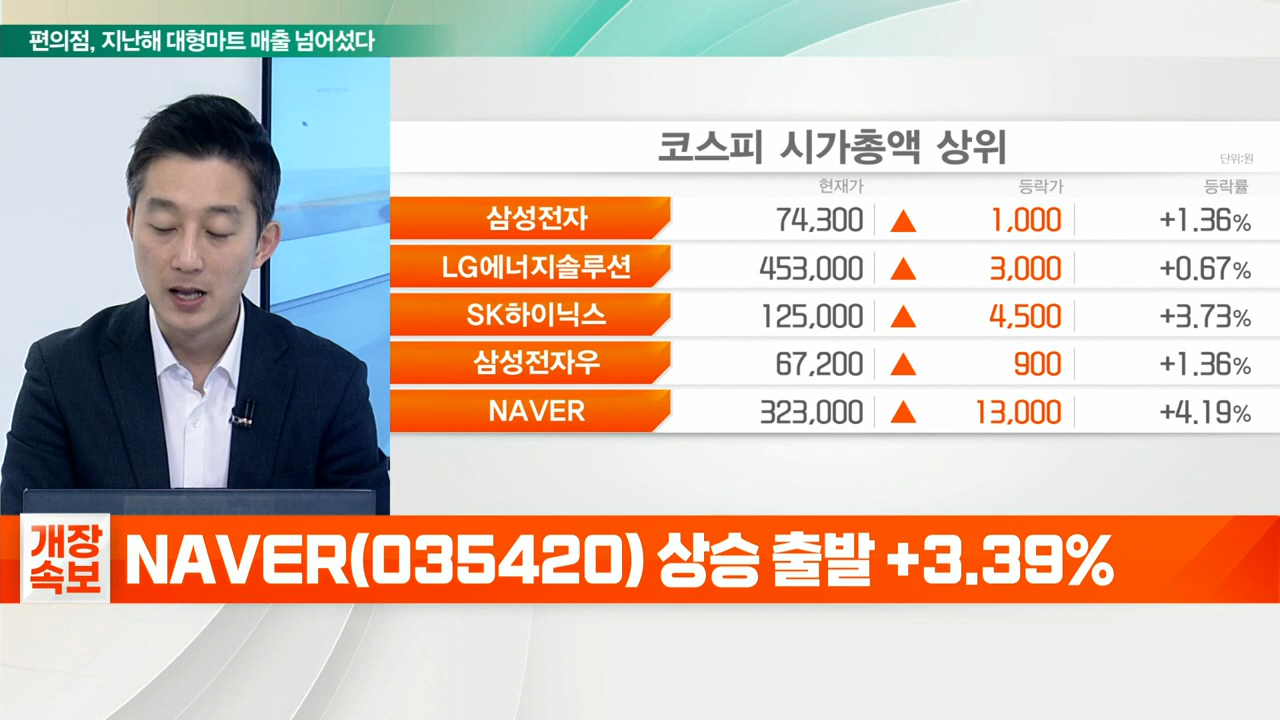 편의점, 지난해 대형마트 매출 넘어섰다
코스피 시가총액 상위
단위:원
현재가 등락가 등락률
삼성전자 74,300 ▲ 1,000 +1.36%
LG에너지솔루션 453,000 ▲ 3,000 +0.67%
SK하이닉스 125,000 ▲ 4,500 +3.73%
삼성전자우 67,200 ▲ 900 +1.36%
NAVER 323,000 ▲ 13,000 +4.19%
개장
속보
NAVER(035420) 상승 출발 +3.39%